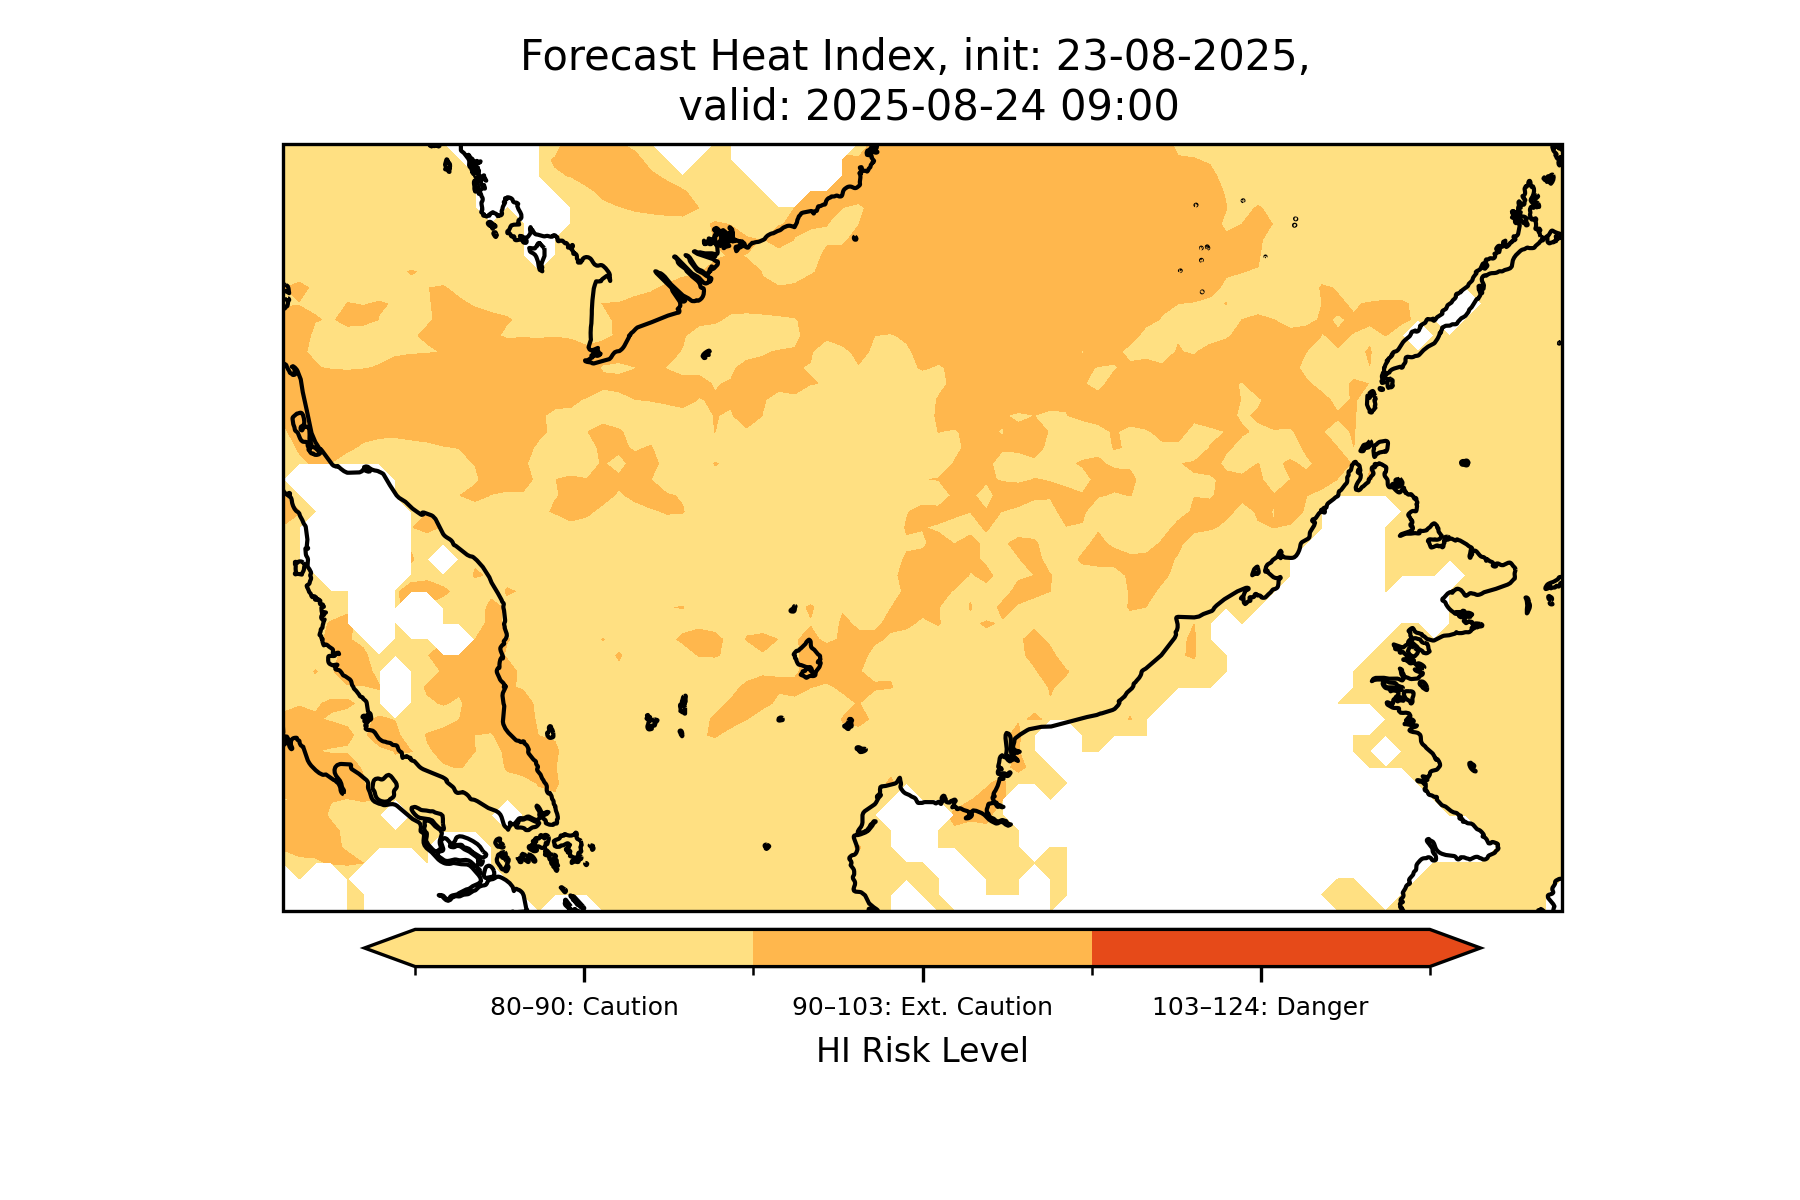 Forecast Heat Index, init: 23-08-2025,
valid: 2025-08-24 09:00
80–90: Caution
90–103: Ext. Caution
103–124: Danger
HI Risk Level